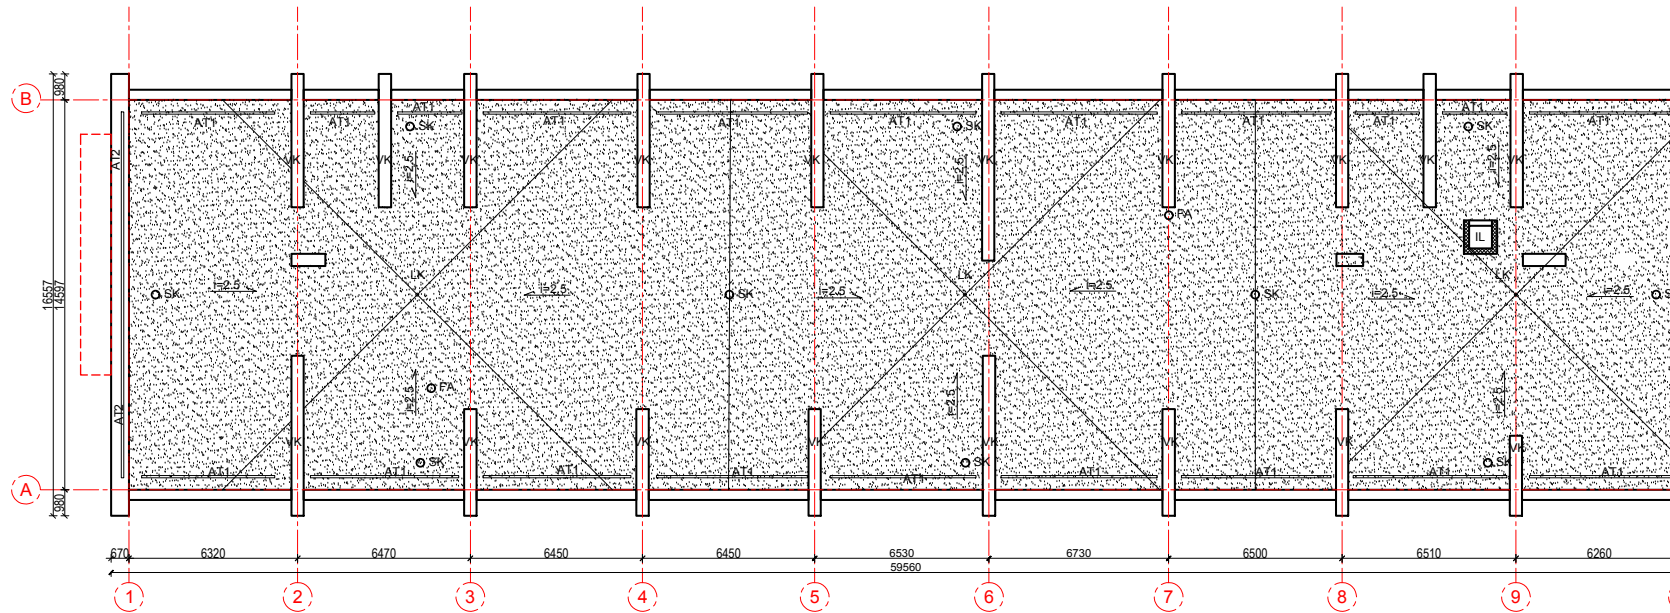 B
980
AT1
AT1
AT1
AT1
AT1
AT1
AT1
AT1
AT1
AT1
AT1
SK
SK
SK
AT2
VK
VK
VK
VK
VK
VK
VK
VK
VK
VK
i=2.5
i=2.5
i=2.5
PA
IL
LK
LK
LK
16557
14597
SK
i=2.5
i=2.5
SK
i=2.5
i=2.5
SK
i=2.5
i=2.5
i=2.5
i=2.5
i=2.5
PA
AT2
VK
VK
VK
VK
VK
VK
VK
VK
SK
SK
SK
AT1
AT1
AT1
AT1
AT1
AT1
AT1
AT1
AT1
A
980
670
6320
6470
6450
6450
6530
6730
6500
6510
6260
59560
1
2
3
4
5
6
7
8
9